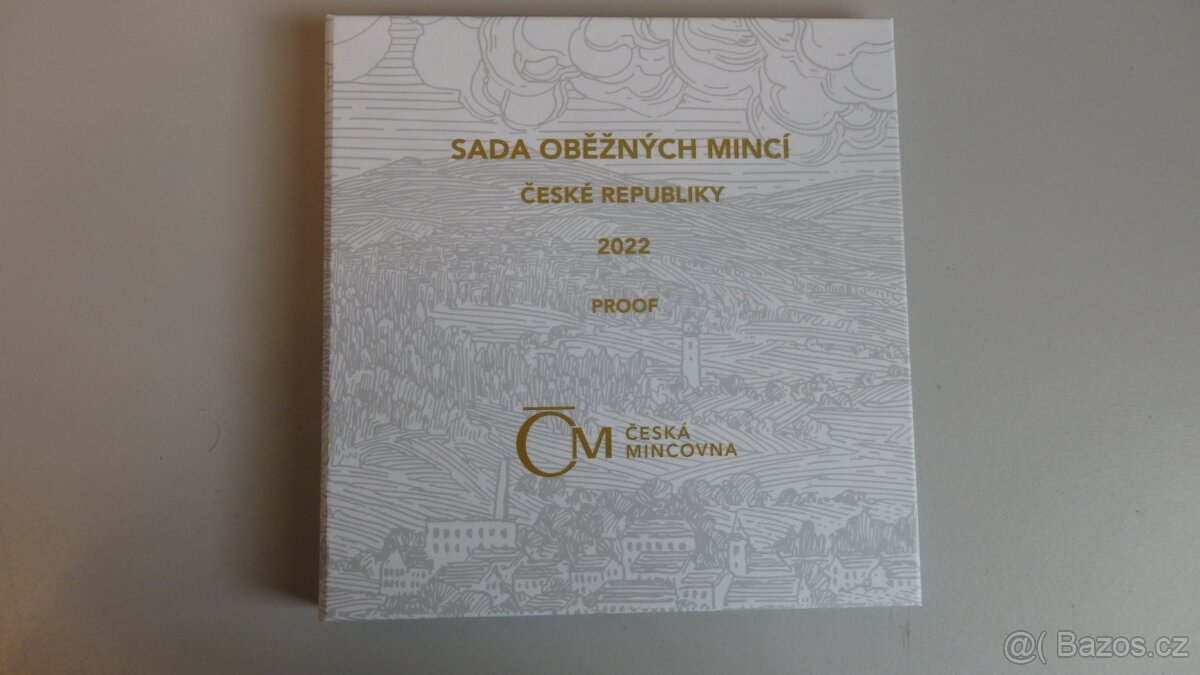 SADA OBĚŽNÝCH MINCÍ
ČESKÉ REPUBLIKY
2022
PROOF
ČM ČESKÁ
MINCOVNA
@( Bazos.cz